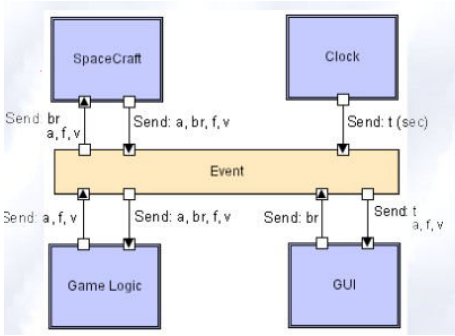 SpaceCraft
Clock
Send: br
a, f, v
Send: a, br, f, v
Send: t (sec)
Event
Send: a, f, v
Send: a, br, f, v
Send: br
Send: t
a, f, v
Game Logic
GUI